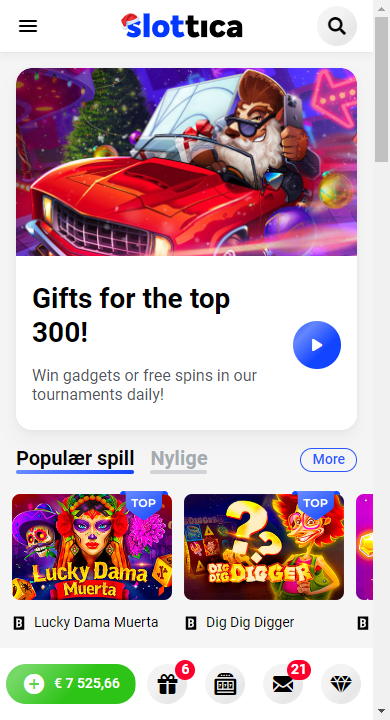 slottica
Gifts for the top
300!
Win gadgets or free spins in our
tournaments daily!
Populær spill
Nylige
More
TOP
TOP
Lucky Dama
Muerta
DIG
DIG DIGGER
B Lucky Dama Muerta
B Dig Dig Digger
B
€ 7 525,66
6
21